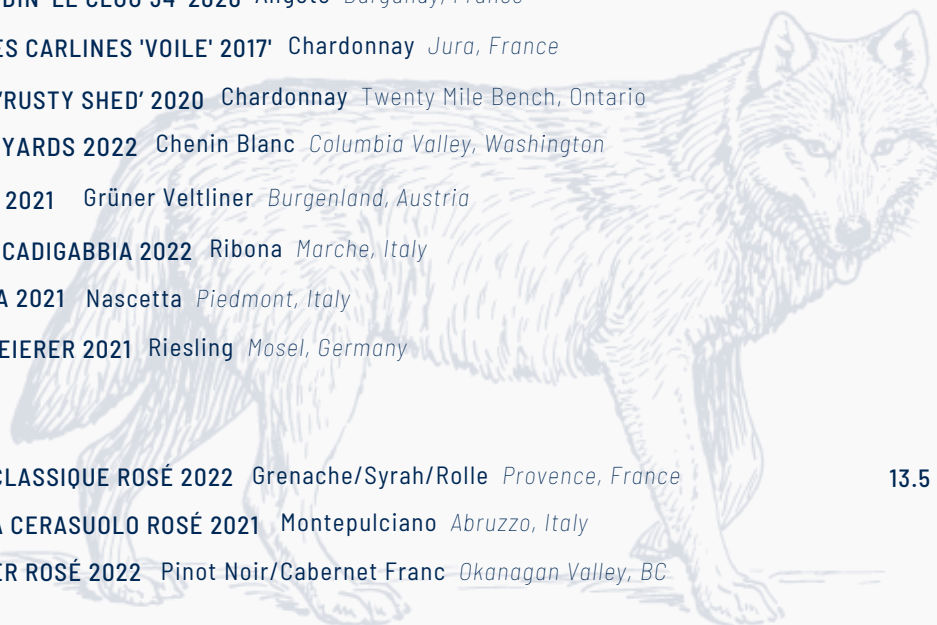 ES CARLINES 'VOILE' 2017' Chardonnay Jura, France
'RUSTY SHED' 2020 Chardonnay Twenty Mile Bench, Ontario
YARDS 2022 Chenin Blanc Columbia Valley, Washington
2021 Grüner Veltliner Burgenland, Austria
CADIGABBIA 2022 Ribona Marche, Italy
A 2021 Nascetta Piedmont, Italy
EIERER 2021 Riesling Mosel, Germany
CLASSIQUE ROSÉ 2022 Grenache/Syrah/Rolle Provence, France 13.5
A CERASUOLO ROSÉ 2021 Montepulciano Abruzzo, Italy
ER ROSÉ 2022 Pinot Noir/Cabernet Franc Okanagan Valley, BC